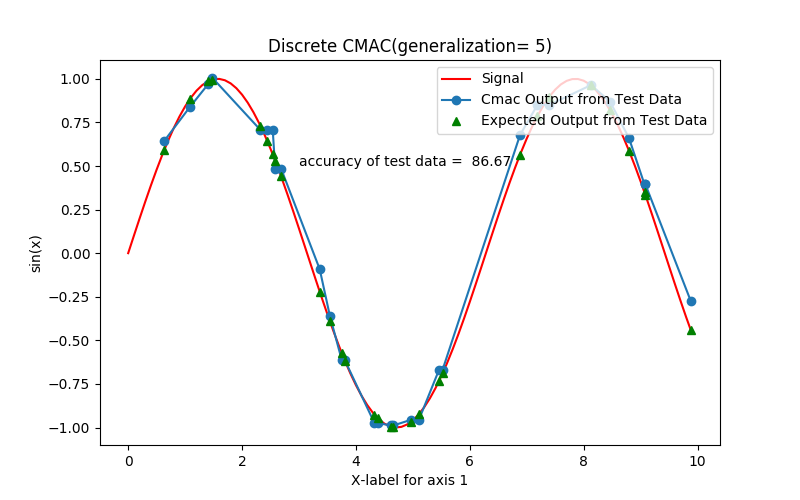 Discrete CMAC(generalization= 5)
Signal
Cmac Output from Test Data
Expected Output from Test Data
accuracy of test data =  86.67
sin(x)
1.00
0.75
0.50
0.25
0.00
−0.25
−0.50
−0.75
−1.00
0 2 4 6 8 10
X-label for axis 1